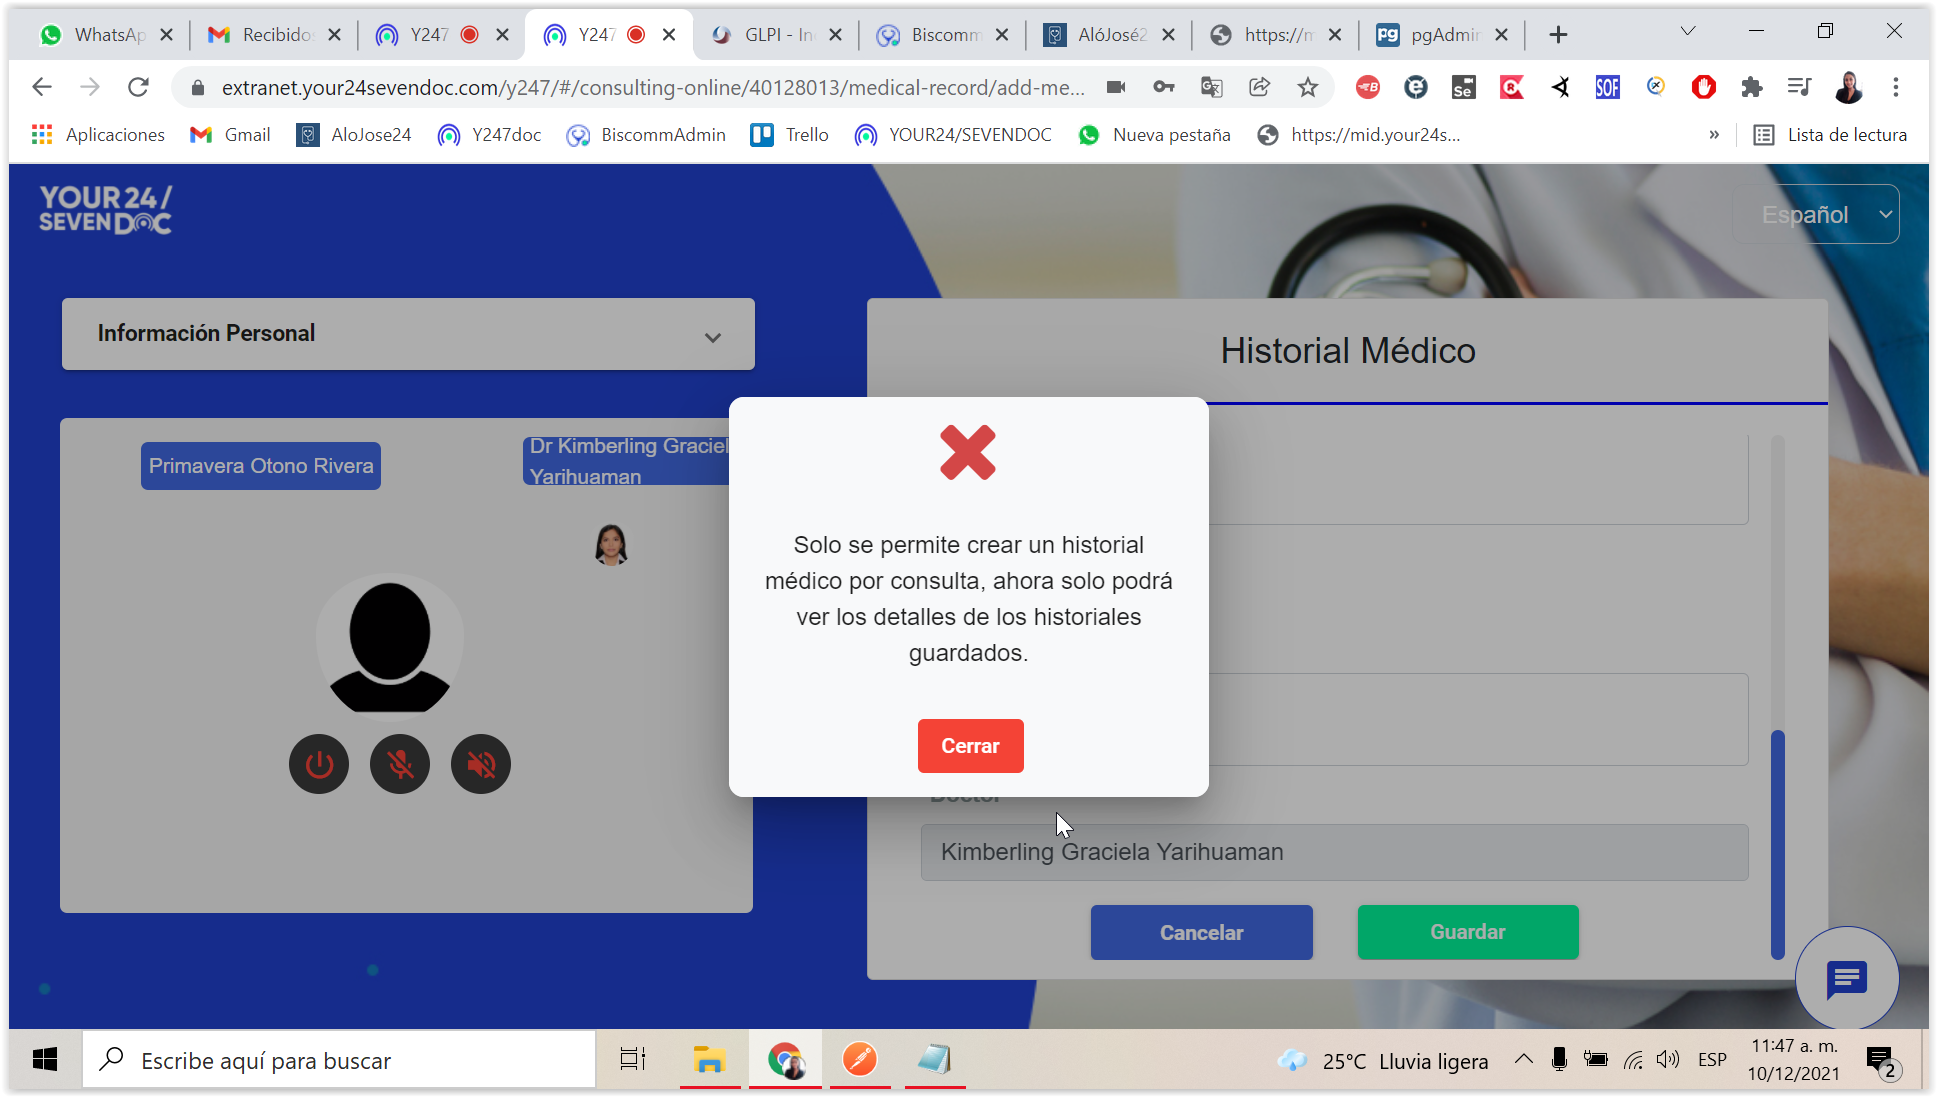 WhatsAp
Recibido
Y247
Y247
GLPI - In
Biscomm
AlóJosé2
https://m
pgAdmin
extranet.your24sevendoc.com/y247/#/consulting-online/40128013/medical-record/add-me...
Aplicaciones
Gmail
AloJose24
Y247doc
BiscommAdmin
Trello
YOUR24/SEVENDOC
Nueva pestaña
https://mid.your24s...
»
Lista de lectura
YOUR 24 /
SEVEN DOC
Español
Información Personal
Historial Médico
Primavera Otono Rivera
Dr Kimberling Graciel
Yarihuaman
Solo se permite crear un historial
médico por consulta, ahora solo podrá
ver los detalles de los historiales
guardados.
Cerrar
Doctor
Kimberling Graciela Yarihuaman
Cancelar
Guardar
Escribe aquí para buscar
25°C Lluvia ligera
ESP
11:47 a. m.
10/12/2021
2